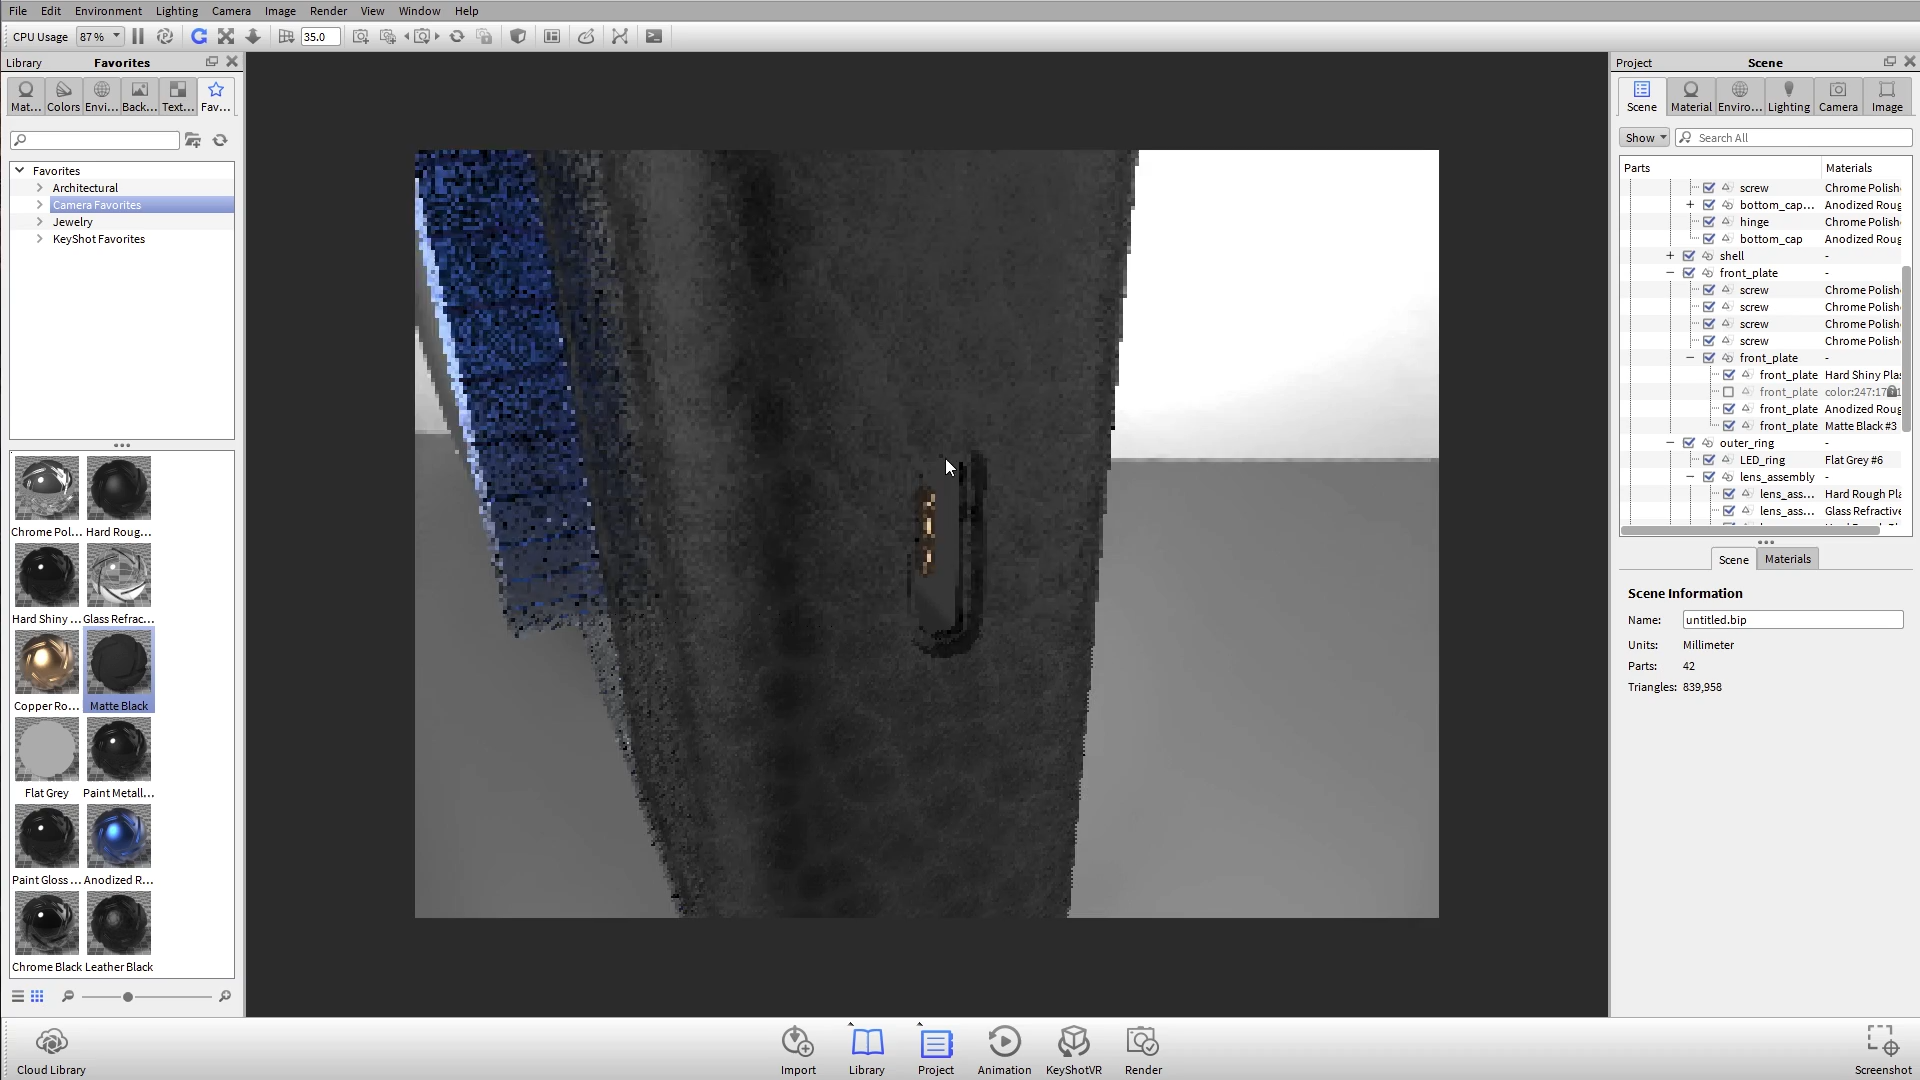 File Edit Environment Lighting Camera Image Render View Window Help
CPU Usage 87 % 35.0
Library Favorites
Mat... Colors Envi... Back... Text... Fav...
Favorites
Architectural
Camera Favorites
Jewelry
KeyShot Favorites
Chrome Pol... Hard Roug...
Hard Shiny ... Glass Refrac...
Copper Ro... Matte Black
Flat Grey Paint Metall...
Paint Gloss ... Anodized R...
Chrome Black Leather Black
Project Scene
Scene Material Enviro... Lighting Camera Image
Show Search All
Parts Materials
screw Chrome Polish
bottom_cap... Anodized Roug
hinge Chrome Polish
bottom_cap Anodized Roug
shell -
front_plate -
screw Chrome Polish
screw Chrome Polish
screw Chrome Polish
screw Chrome Polish
front_plate -
front_plate Hard Shiny Pla
front_plate color:247:17
front_plate Anodized Roug
front_plate Matte Black #3
outer_ring -
LED_ring Flat Grey #6
lens_assembly -
lens_ass... Hard Rough Pla
lens_ass... Glass Refractive
Scene Materials
Scene Information
Name: untitled.bip
Units: Millimeter
Parts: 42
Triangles: 839,958
Cloud Library Import Library Project Animation KeyShotVR Render Screenshot